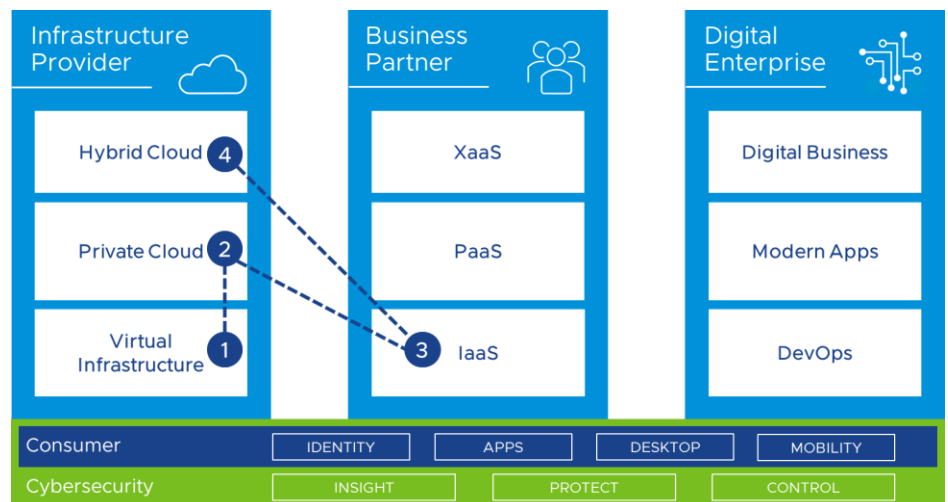 Infrastructure
Provider
Hybrid Cloud 4
Private Cloud 2
Virtual
Infrastructure 1
Business
Partner
XaaS
PaaS
3 IaaS
Digital
Enterprise
Digital Business
Modern Apps
DevOps
Consumer IDENTITY APPS DESKTOP MOBILITY
Cybersecurity INSIGHT PROTECT CONTROL